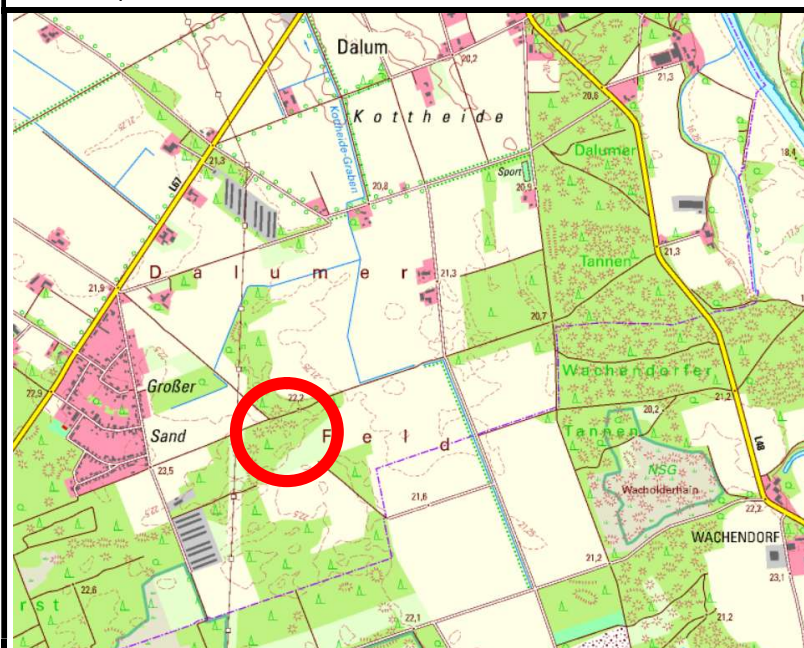 Dalum
20,2
21,3
20,6
Kottheide
Kottheide-Graben
18,4
Dalumer
21,3
L67
Sport
20,8
20,9
Dalumer
21,3
21,3
Tannen
21,9
20,7
Wachendorfer
Großer
22,9
22,2
21,2
20,2
Sand
Feld
Tannen
L48
NSG
Wacholderhain
23,5
21,6
22,2
WACHENDORF
21,2
23,1
22,6
rst
22,1
21,2